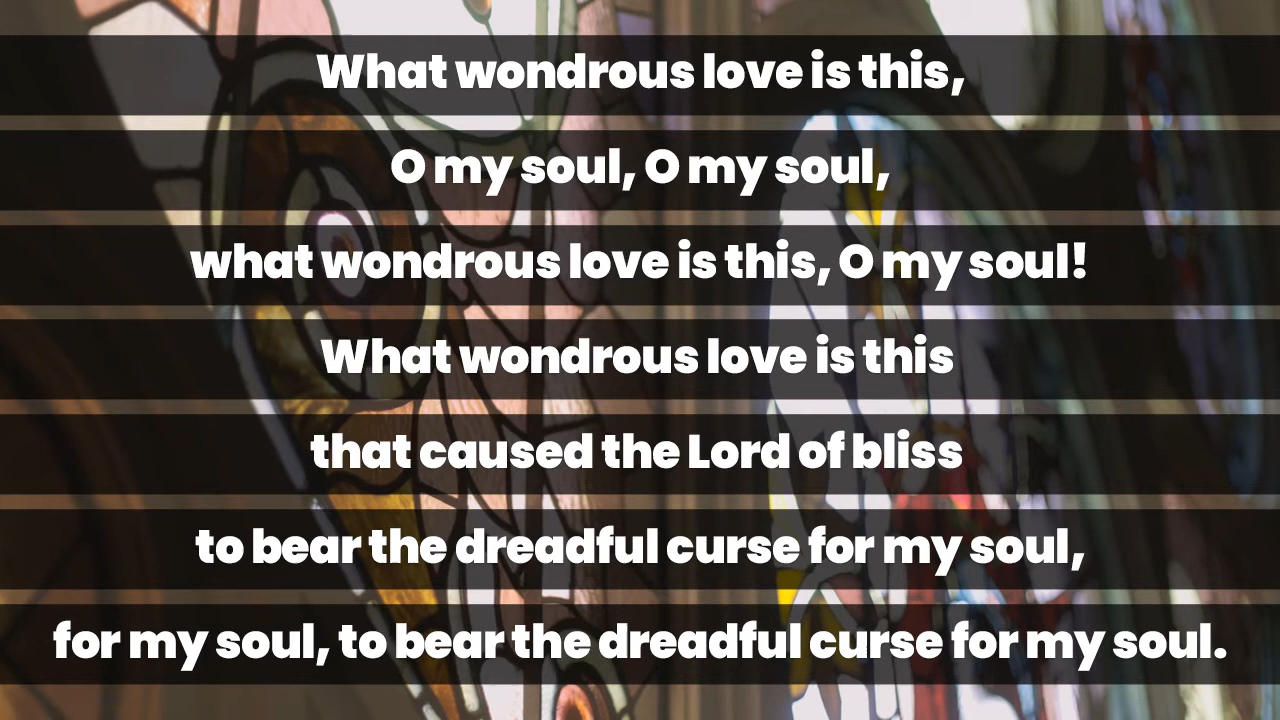 What wondrous love is this,
O my soul, O my soul,
what wondrous love is this, O my soul!
What wondrous love is this
that caused the Lord of bliss
to bear the dreadful curse for my soul,
for my soul, to bear the dreadful curse for my soul.